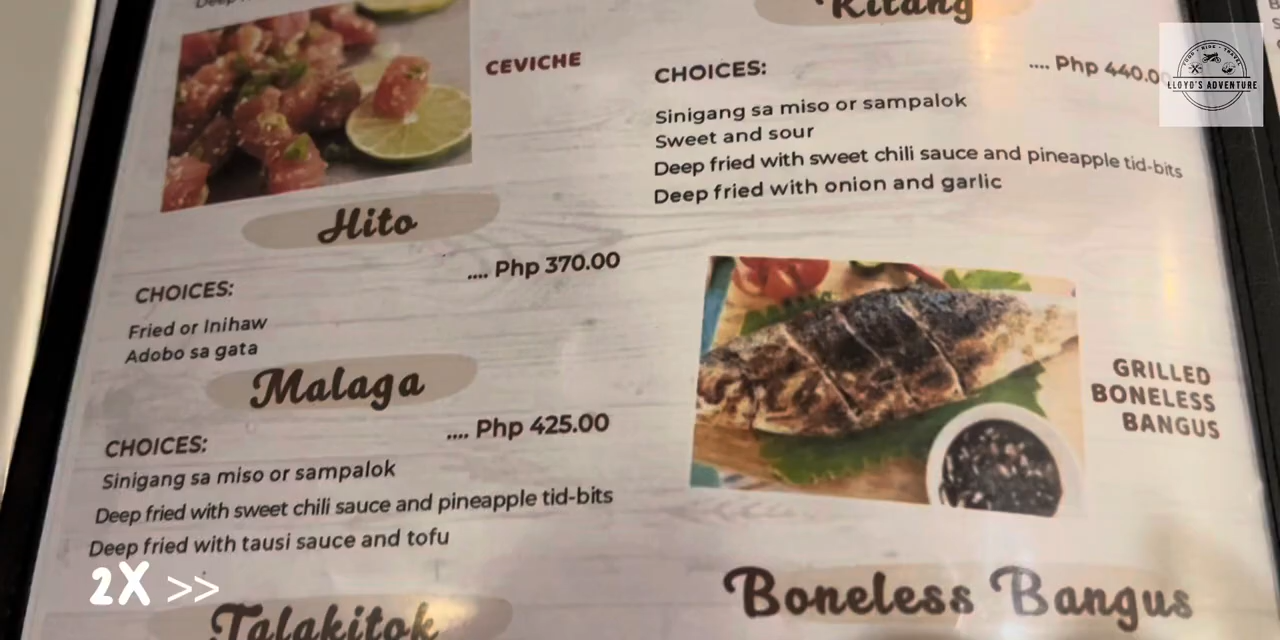 CEVICHE
Hito
.... Php 370.00
CHOICES:
Fried or Inihaw
Adobo sa gata
Malaga
.... Php 425.00
CHOICES:
Sinigang sa miso or sampalok
Deep fried with sweet chili sauce and pineapple tid-bits
Deep fried with tausi sauce and tofu
Talakitok
Kitang
.... Php 440.0
CHOICES:
Sinigang sa miso or sampalok
Sweet and sour
Deep fried with sweet chili sauce and pineapple tid-bits
Deep fried with onion and garlic
GRILLED
BONELESS
BANGUS
Boneless Bangus
2X >>
LLOYD'S ADVENTURE